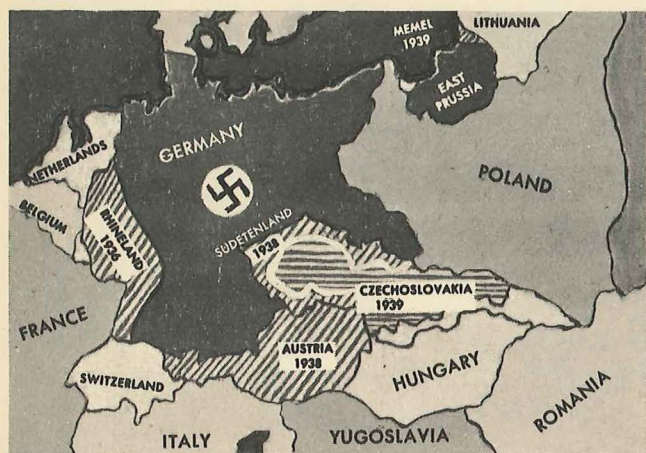 LITHUANIA
MEMEL
1939
EAST
PRUSSIA
GERMANY
NETHERLANDS
POLAND
BELGIUM
RHINELAND
1936
SUDETENLAND
1938
CZECHOSLOVAKIA
1939
FRANCE
AUSTRIA
1938
SWITZERLAND
HUNGARY
ROMANIA
ITALY
YUGOSLAVIA